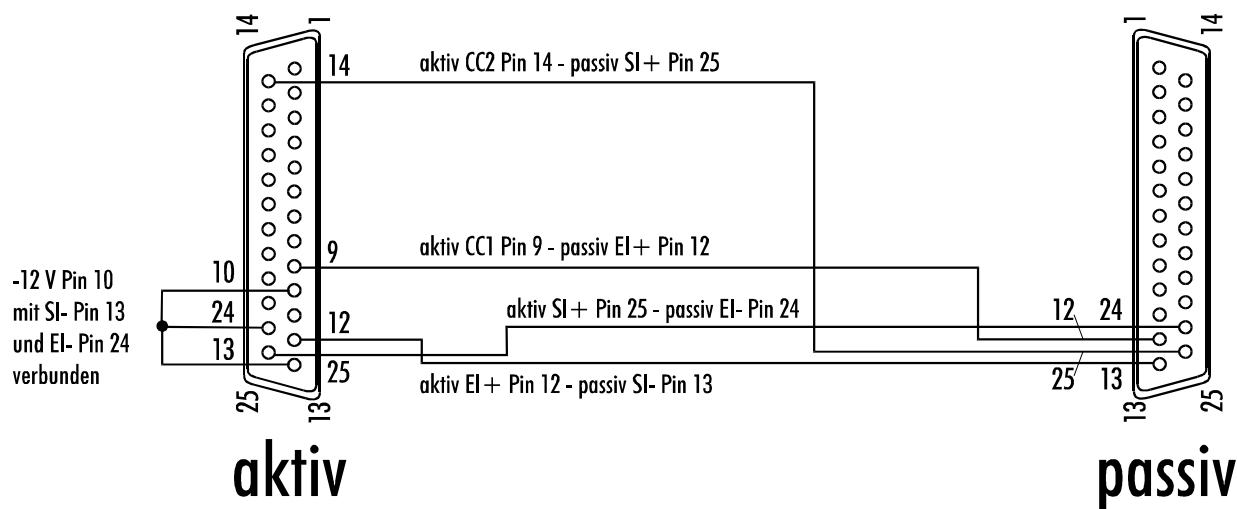 14
1
1
14
14
aktiv CC2 Pin 14 - passiv SI+ Pin 25
9
aktiv CC1 Pin 9 - passiv EI+ Pin 12
-12 V Pin 10
mit SI- Pin 13
und EI- Pin 24
verbunden
10
24
13
12
25
aktiv SI+ Pin 25 - passiv EI- Pin 24
aktiv EI+ Pin 12 - passiv SI- Pin 13
12
24
25
13
25
13
13
25
aktiv
passiv